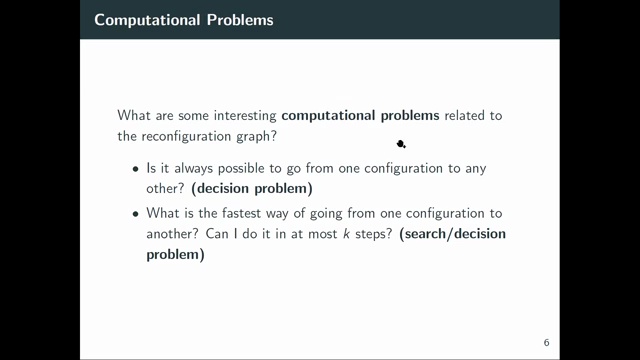 Computational Problems
What are some interesting computational problems related to
the reconfiguration graph?
• Is it always possible to go from one configuration to any
other? (decision problem)
• What is the fastest way of going from one configuration to
another? Can I do it in at most k steps? (search/decision
problem)
6